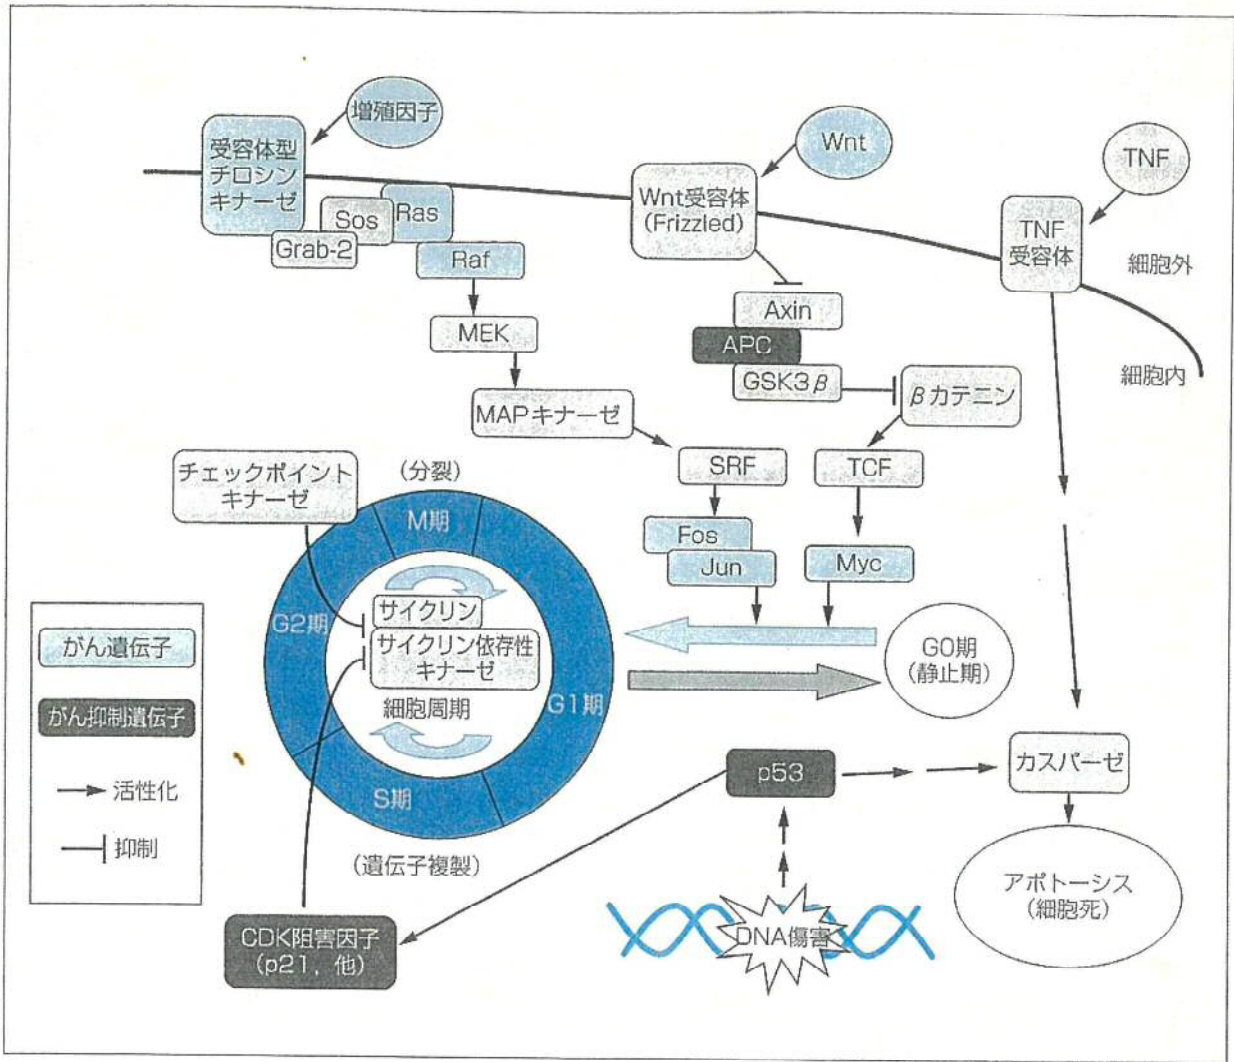 増殖因子
受容体型
チロシン
キナーゼ
Sos
Ras
Grab-2
Raf
MEK
MAPキナーゼ
Wnt
Wnt受容体
(Frizzled)
Axin
APC
GSK3β
βカテニン
SRF
TCF
Fos
Jun
Myc
TNF
TNF
受容体
細胞外
細胞内
チェックポイント
キナーゼ
(分裂)
M期
G2期
G1期
S期
サイクリン
サイクリン依存性
キナーゼ
細胞周期
(遺伝子複製)
G0期
(静止期)
がん遺伝子
がん抑制遺伝子
活性化
抑制
p53
カスパーゼ
アポトーシス
(細胞死)
DNA傷害
CDK阻害因子
(p21, 他)